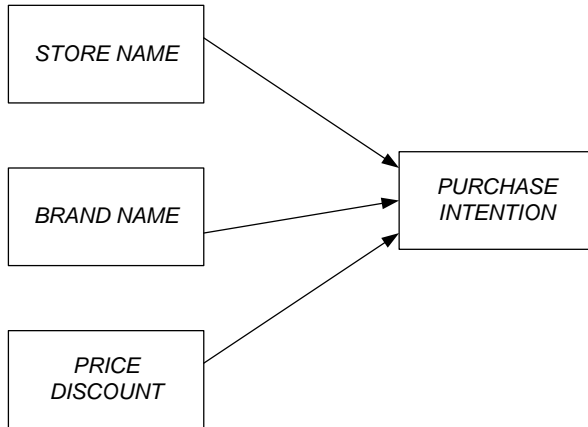 STORE NAME
BRAND NAME
PURCHASE
INTENTION
PRICE
DISCOUNT